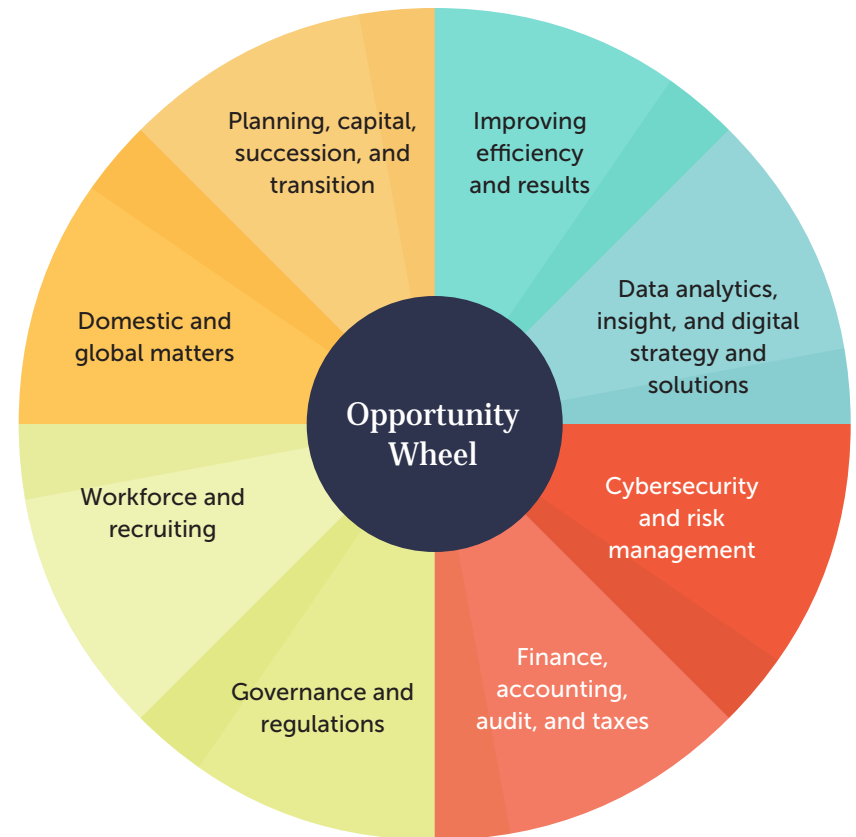 Planning, capital,
succession, and
transition
Improving
efficiency
and results
Data analytics,
insight, and digital
strategy and
solutions
Cybersecurity
and risk
management
Finance,
accounting,
audit, and taxes
Governance and
regulations
Workforce and
recruiting
Domestic and
global matters
Opportunity
Wheel